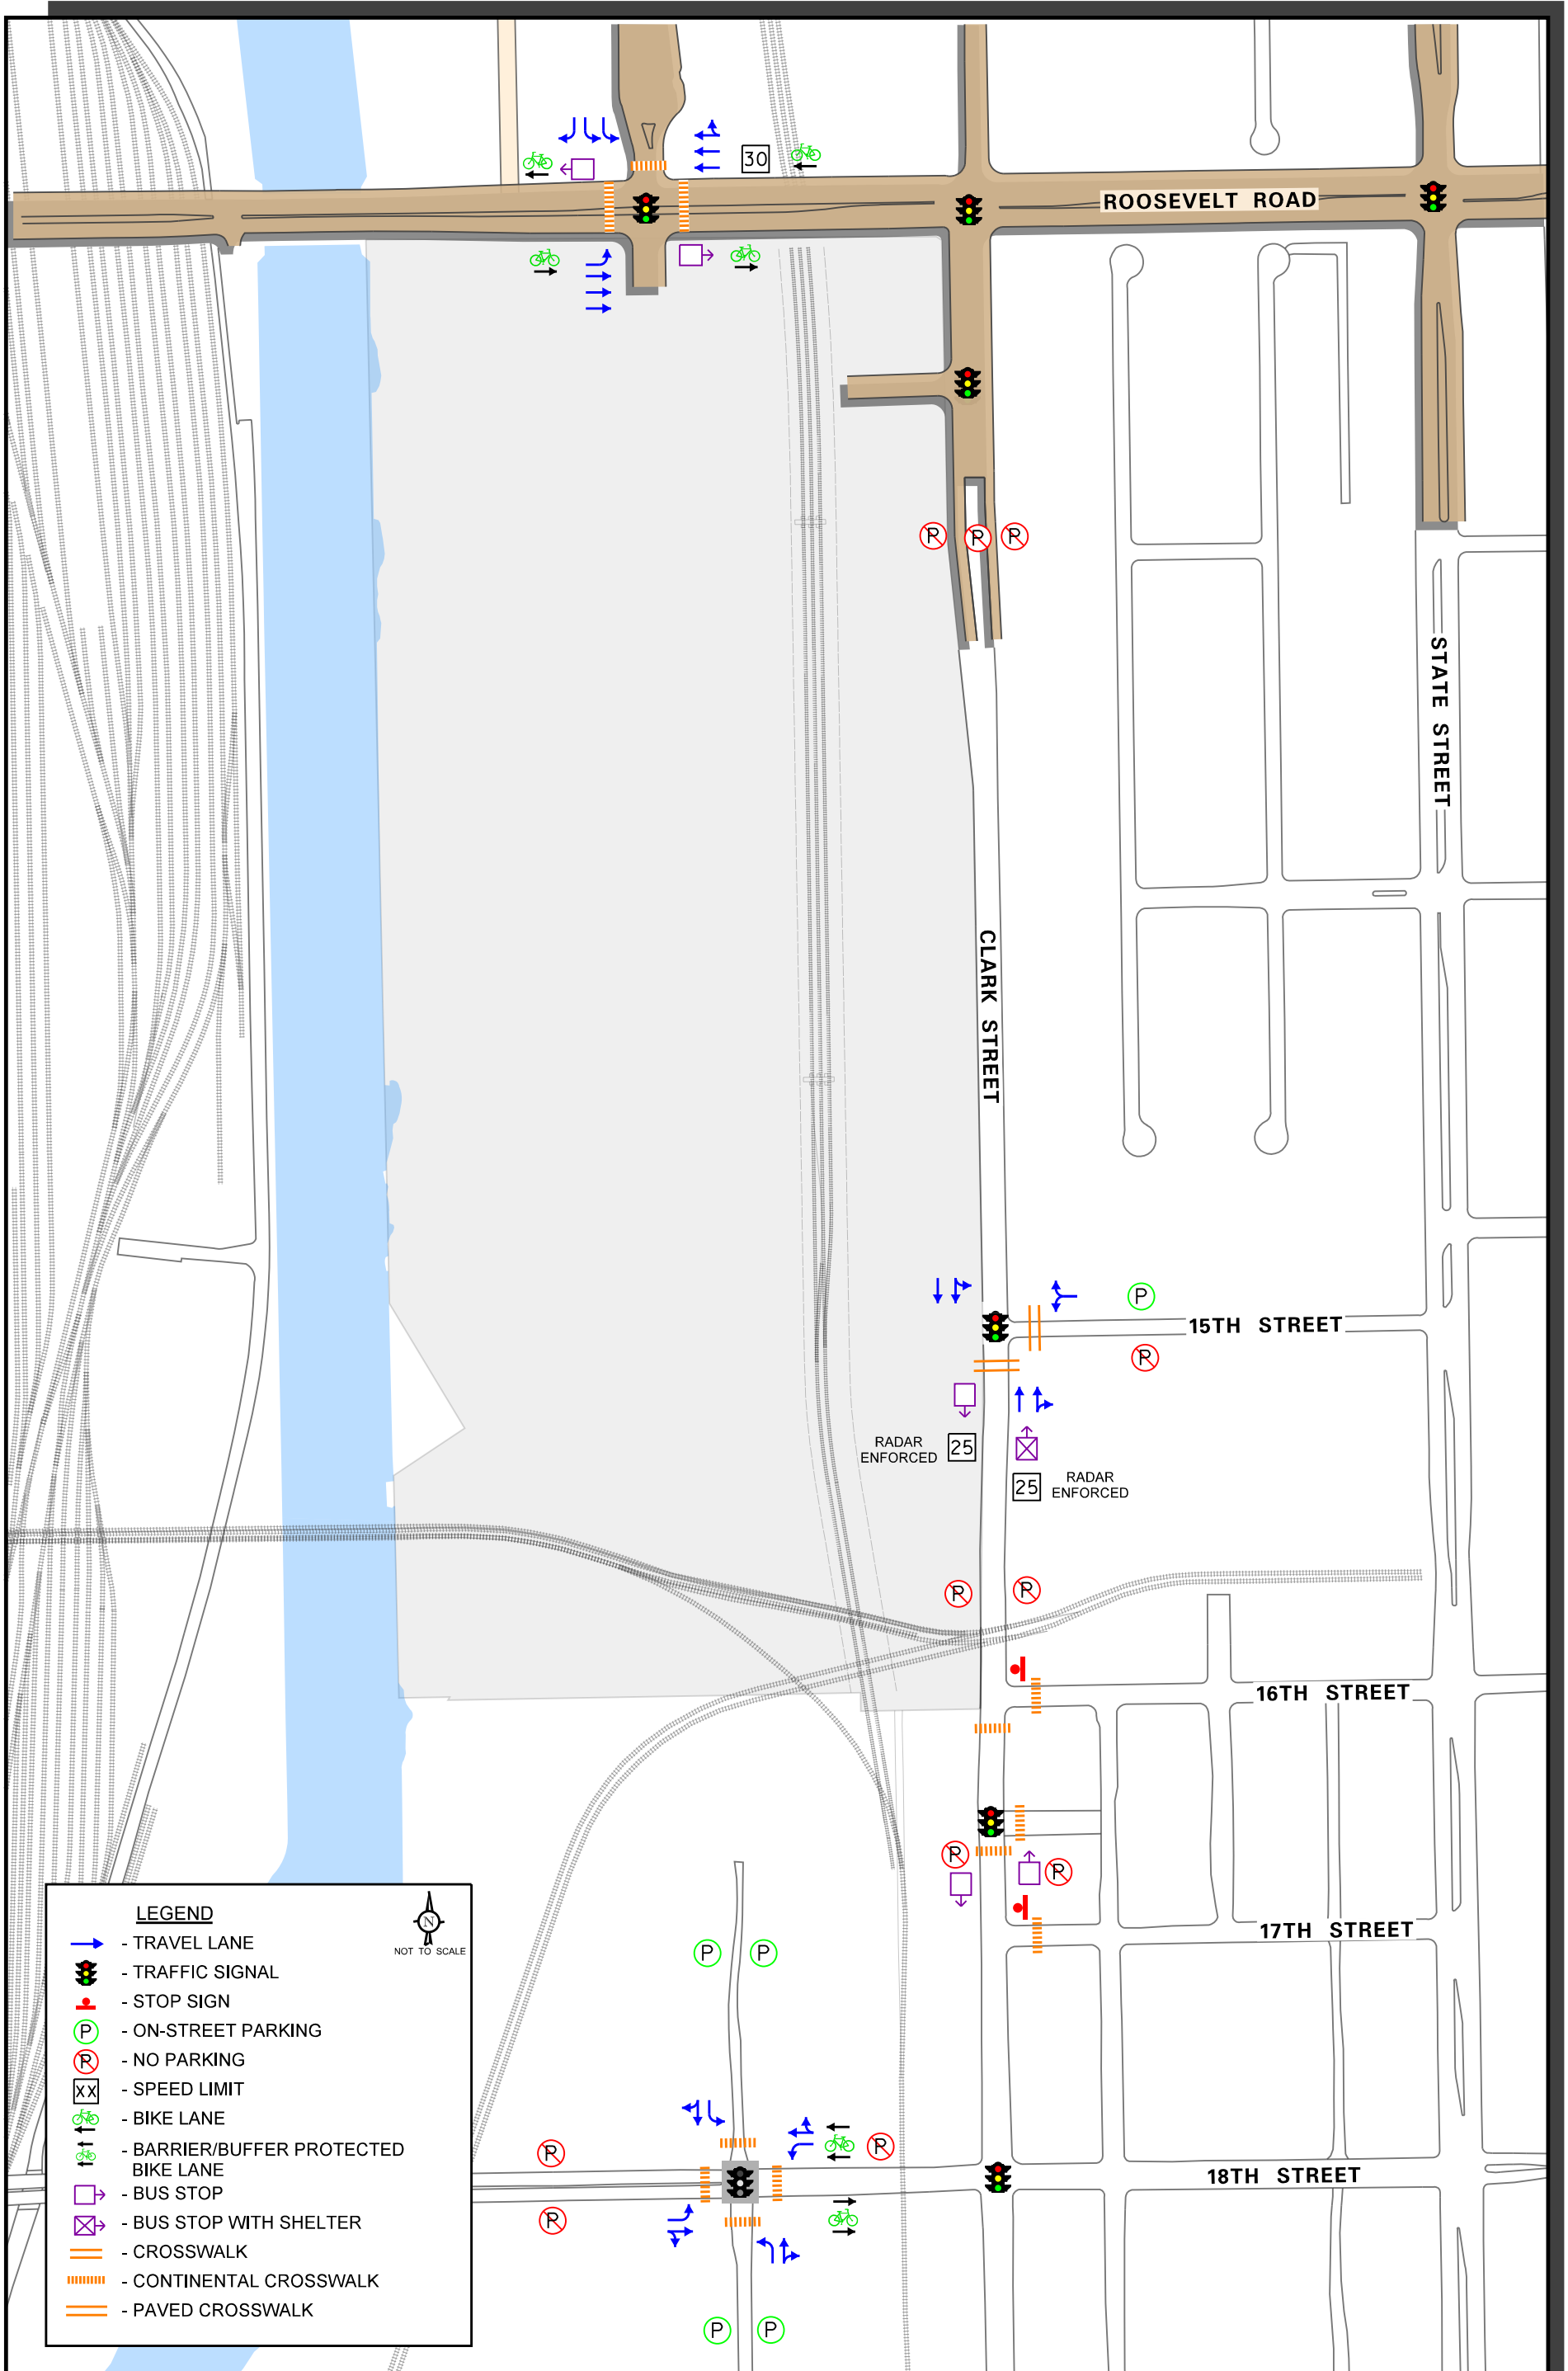 30
ROOSEVELT ROAD
P
P
P
STATE STREET
CLARK STREET
P
15TH STREET
P
RADAR
ENFORCED
25
25
RADAR
ENFORCED
P
P
16TH STREET
P
P
17TH STREET
P
P
P
P
P
18TH STREET
P
P
LEGEND
N
NOT TO SCALE
- TRAVEL LANE
- TRAFFIC SIGNAL
- STOP SIGN
P - ON-STREET PARKING
P - NO PARKING
XX - SPEED LIMIT
- BIKE LANE
- BARRIER/BUFFER PROTECTED
BIKE LANE
- BUS STOP
- BUS STOP WITH SHELTER
- CROSSWALK
- CONTINENTAL CROSSWALK
- PAVED CROSSWALK